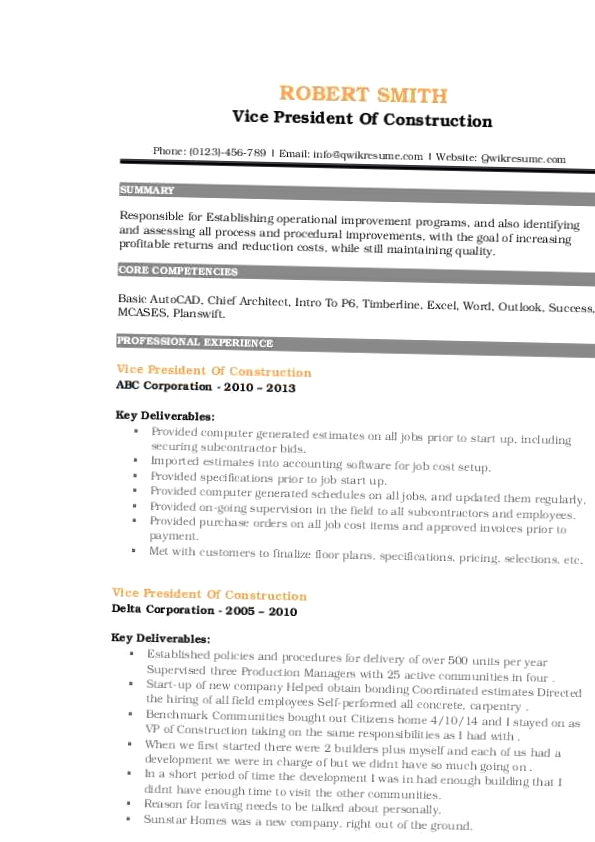 ROBERT SMITH
Vice President Of Construction
Phone: (0123)-456-789 | Email: info@qwikresume.com | Website: Qwikresume.com
SUMMARY
Responsible for Establishing operational improvement programs, and also identifying
and assessing all process and procedural improvements, with the goal of increasing
profitable returns and reduction costs, while still maintaining quality.
CORE COMPETENCIES
Basic AutoCAD, Chief Architect, Intro To P6, Timberline, Excel, Word, Outlook, Success,
MCASES, Planswift.
PROFESSIONAL EXPERIENCE
Vice President Of Construction
ABC Corporation - 2010 – 2013
Key Deliverables:
▪ Provided computer generated estimates on all jobs prior to start up, including
securing subcontractor bids.
▪ Imported estimates into accounting software for job cost setup.
▪ Provided specifications prior to job start up.
▪ Provided computer generated schedules on all jobs, and updated them regularly.
▪ Provided on-going supervision in the field to all subcontractors and employees.
▪ Provided purchase orders on all job cost items and approved invoices prior to
payment.
▪ Met with customers to finalize floor plans, specifications, pricing, selections, etc.
Vice President Of Construction
Delta Corporation - 2005 – 2010
Key Deliverables:
▪ Established policies and procedures for delivery of over 500 units per year
Supervised three Production Managers with 25 active communities in four .
▪ Start-up of new company Helped obtain bonding Coordinated estimates Directed
the hiring of all field employees Self-performed all concrete, carpentry .
▪ Benchmark Communities bought out Citizens home 4/10/14 and I stayed on as
VP of Construction taking on the same responsibilities as I had with .
▪ When we first started there were 2 builders plus myself and each of us had a
development we were in charge of but we didnt have so much going on .
▪ In a short period of time the development I was in had enough building that I
didnt have enough time to visit the other communities.
▪ Reason for leaving needs to be talked about personally.
▪ Sunstar Homes was a new company, right out of the ground.